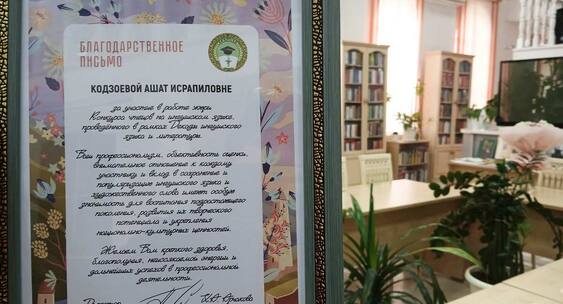 БЛАГОДАРСТВЕННОЕ
ПИСЬМО
КОДЗОЕВОЙ АШАТ ИСРАПИЛОВНЕ
за участие в работе жюри
Конкурса чтецов на ингушском языке,
проведённого в рамках Декады ингушского
языка и литературы.
Ваш профессионализм, объективность оценки,
внимательное отношение к каждому
участнику и вклад в сохранение и
популяризацию ингушского языка и
художественного слова имеют особую
значимость для воспитания подрастающего
поколения, развития их творческого
потенциала и укрепления
национально-культурных ценностей.
Желаем Вам крепкого здоровья,
благополучия, неиссякаемой энергии и
дальнейших успехов в профессиональной
деятельности.